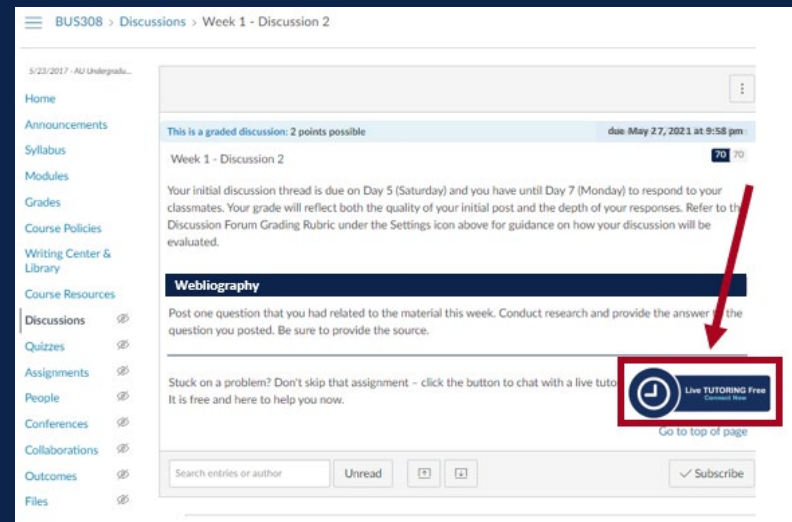 BUS308 › Discussions › Week 1 - Discussion 2
5/23/2017 - AU Undergradu...
Home
Announcements
Syllabus
Modules
Grades
Course Policies
Writing Center &
Library
Course Resources
Discussions
Quizzes
Assignments
People
Conferences
Collaborations
Outcomes
Files
This is a graded discussion: 2 points possible
due May 27, 2021 at 9:58 pm
Week 1 - Discussion 2
70 70
Your initial discussion thread is due on Day 5 (Saturday) and you have until Day 7 (Monday) to respond to your
classmates. Your grade will reflect both the quality of your initial post and the depth of your responses. Refer to the
Discussion Forum Grading Rubric under the Settings icon above for guidance on how your discussion will be
evaluated.
Webliography
Post one question that you had related to the material this week. Conduct research and provide the answer to the
question you posted. Be sure to provide the source.
Stuck on a problem? Don't skip that assignment – click the button to chat with a live tuto
It is free and here to help you now.
Live TUTORING Free
Connect Now
Go to top of page
Search entries or author
Unread
Subscribe